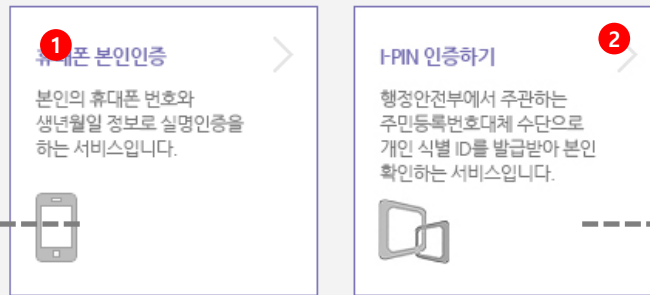 1
휴대폰 본인인증
본인의 휴대폰 번호와
생년월일 정보로 실명인증을
하는 서비스입니다.
2
I-PIN 인증하기
행정안전부에서 주관하는
주민등록번호대체 수단으로
개인 식별 ID를 발급받아 본인
확인하는 서비스입니다.